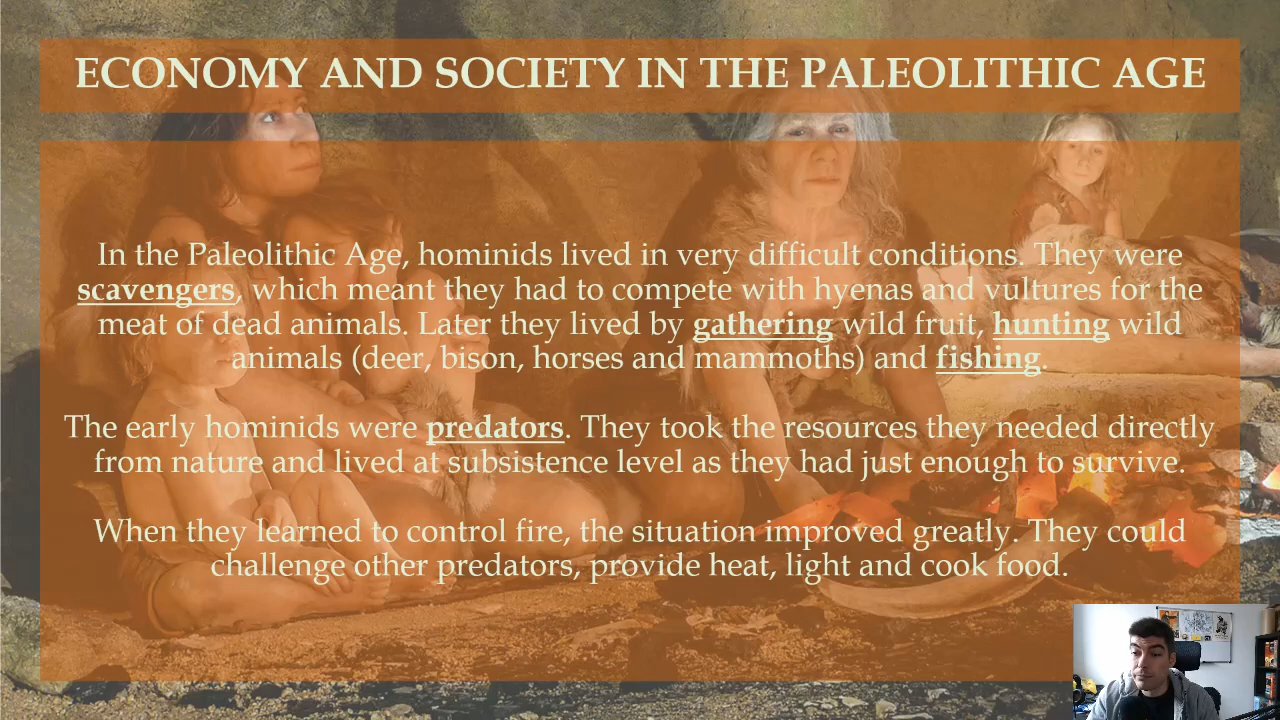 ECONOMY AND SOCIETY IN THE PALEOLITHIC AGE
In the Paleolithic Age, hominids lived in very difficult conditions. They were
scavengers, which meant they had to compete with hyenas and vultures for the
meat of dead animals. Later they lived by gathering wild fruit, hunting wild
animals (deer, bison, horses and mammoths) and fishing.
The early hominids were predators. They took the resources they needed directly
from nature and lived at subsistence level as they had just enough to survive.
When they learned to control fire, the situation improved greatly. They could
challenge other predators, provide heat, light and cook food.